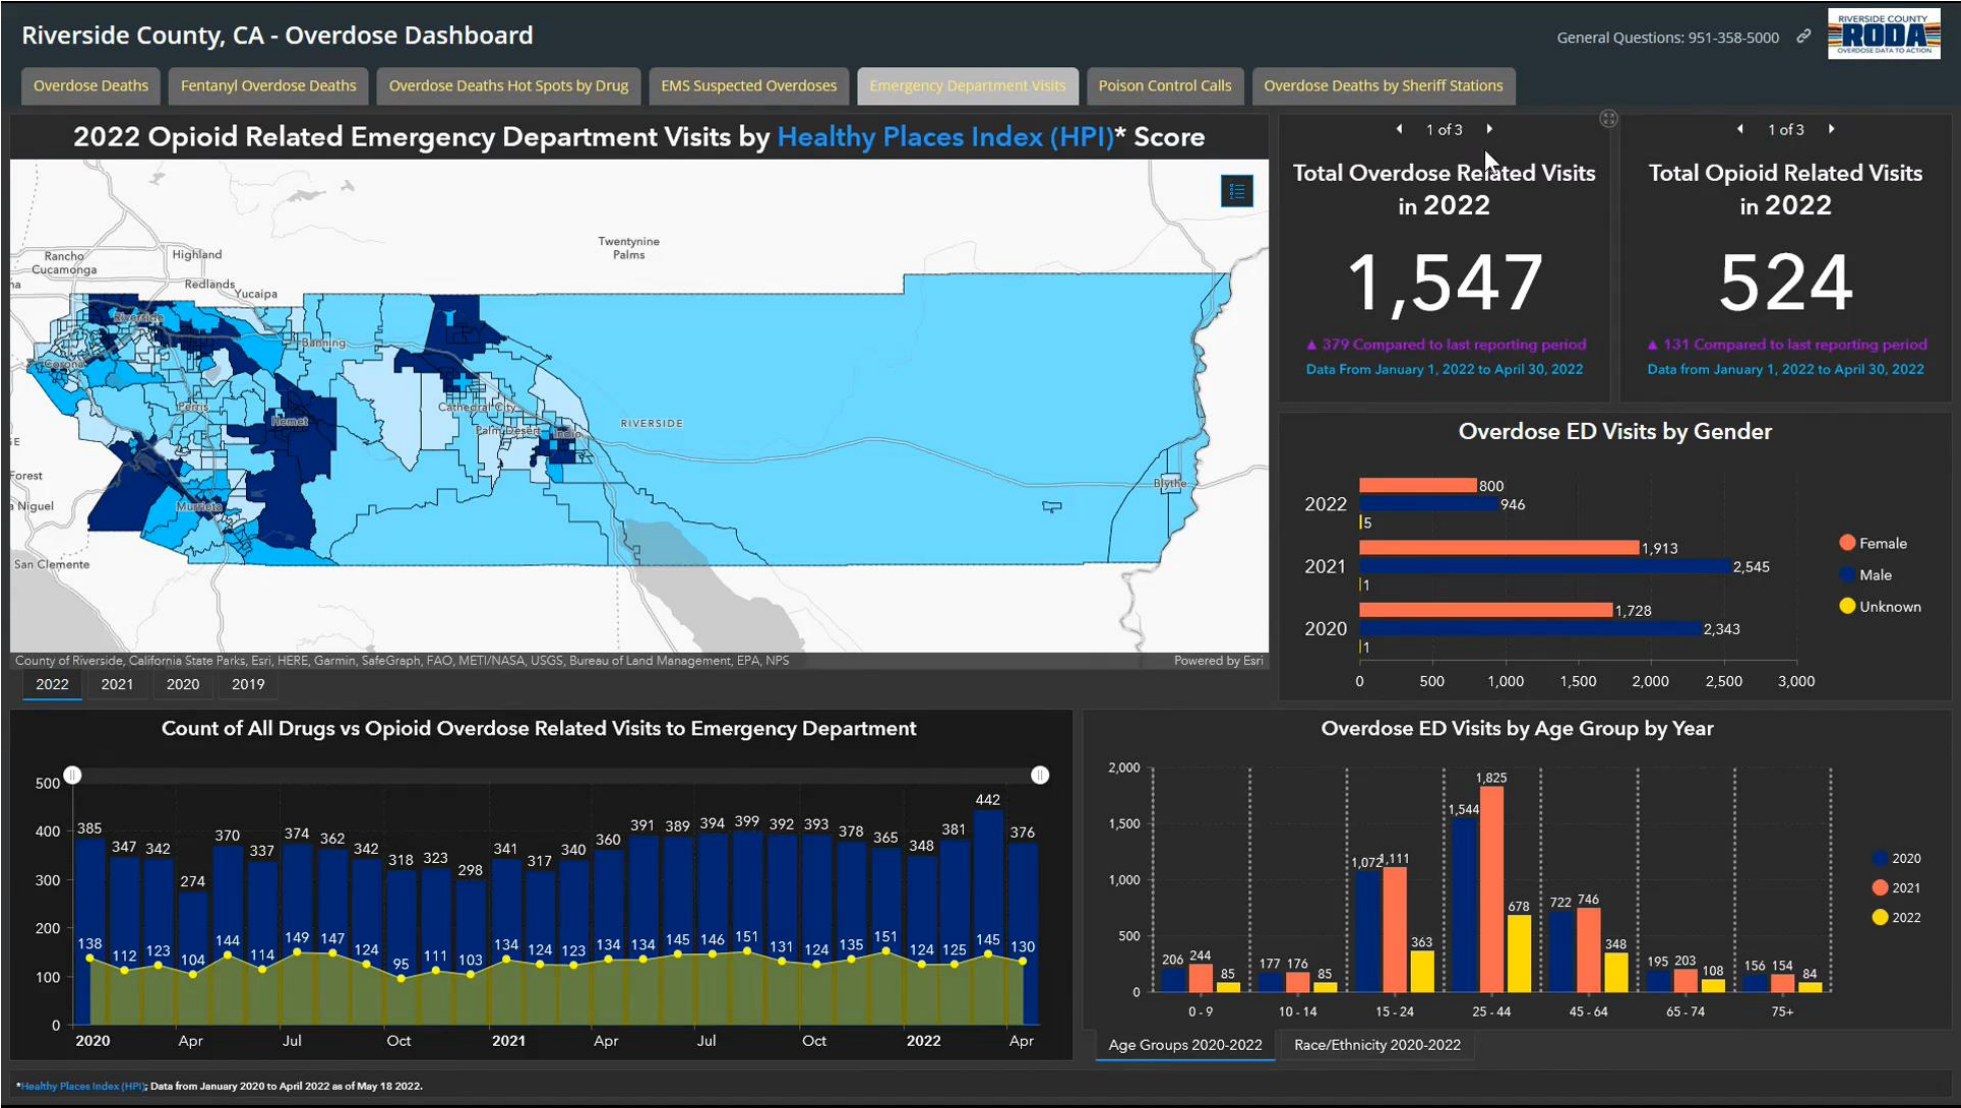 Riverside County, CA - Overdose Dashboard
General Questions: 951-358-5000
RIVERSIDE COUNTY
RODA
OVERDOSE DATA TO ACTION
Overdose Deaths
Fentanyl Overdose Deaths
Overdose Deaths Hot Spots by Drug
EMS Suspected Overdoses
Emergency Department Visits
Poison Control Calls
Overdose Deaths by Sheriff Stations
2022 Opioid Related Emergency Department Visits by Healthy Places Index (HPI)* Score
Twentynine
Palms
Rancho
Cucamonga
Highland
na
Redlands
Yucaipa
Riverside
Banning
Corona
Perris
Cathedral City
Hemet
RIVERSIDE
Palm Desert
Indio
GE
Forest
Blythe
a Niguel
Murrieta
San Clemente
County of Riverside, California State Parks, Esri, HERE, Garmin, SafeGraph, FAO, METI/NASA, USGS, Bureau of Land Management, EPA, NPS
Powered by Esri
2022 2021 2020 2019
1 of 3
Total Overdose Related Visits
in 2022
1,547
▲ 379 Compared to last reporting period
Data From January 1, 2022 to April 30, 2022
1 of 3
Total Opioid Related Visits
in 2022
524
▲ 131 Compared to last reporting period
Data from January 1, 2022 to April 30, 2022
Overdose ED Visits by Gender
800
2022
946
5
1,913
2021
2,545
1
1,728
2020
2,343
1
0 500 1,000 1,500 2,000 2,500 3,000
Female
Male
Unknown
Count of All Drugs vs Opioid Overdose Related Visits to Emergency Department
500
400
300
200
100
0
385 347 342 274 370 337 374 362 342 318 323 298 341 317 340 360 391 389 394 399 392 393 378 365 348 381 442 376
138 112 123 104 144 114 149 147 124 95 111 103 134 124 123 134 134 145 146 151 131 124 135 151 124 125 145 130
2020 Apr Jul Oct 2021 Apr Jul Oct 2022 Apr
Overdose ED Visits by Age Group by Year
2,000
1,500
1,000
500
0
206 244 85
177 176 85
1,072 1,111 363
1,544 1,825 678
722 746 348
195 203 108
156 154 84
0 - 9 10 - 14 15 - 24 25 - 44 45 - 64 65 - 74 75+
2020
2021
2022
Age Groups 2020-2022 Race/Ethnicity 2020-2022
*Healthy Places Index (HPI); Data from January 2020 to April 2022 as of May 18 2022.